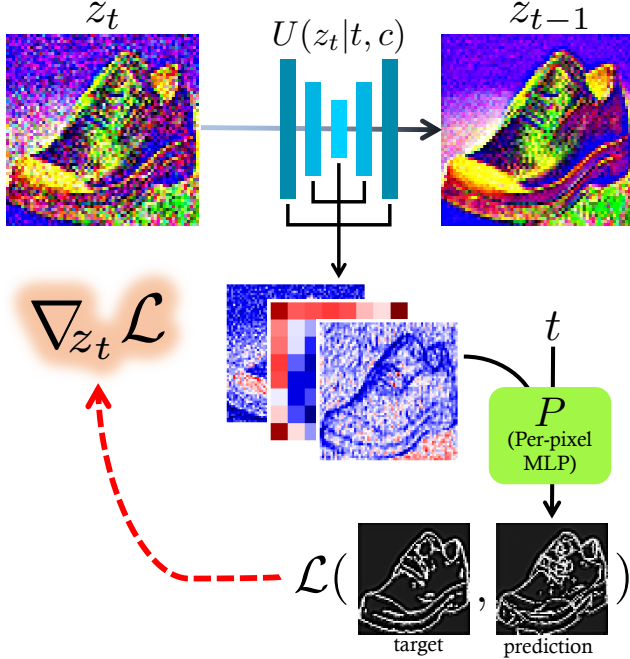 z_t
U(z_t|t, c)
z_{t-1}
∇_{z_t} ℒ
t
P
(Per-pixel
MLP)
ℒ( , )
target
prediction